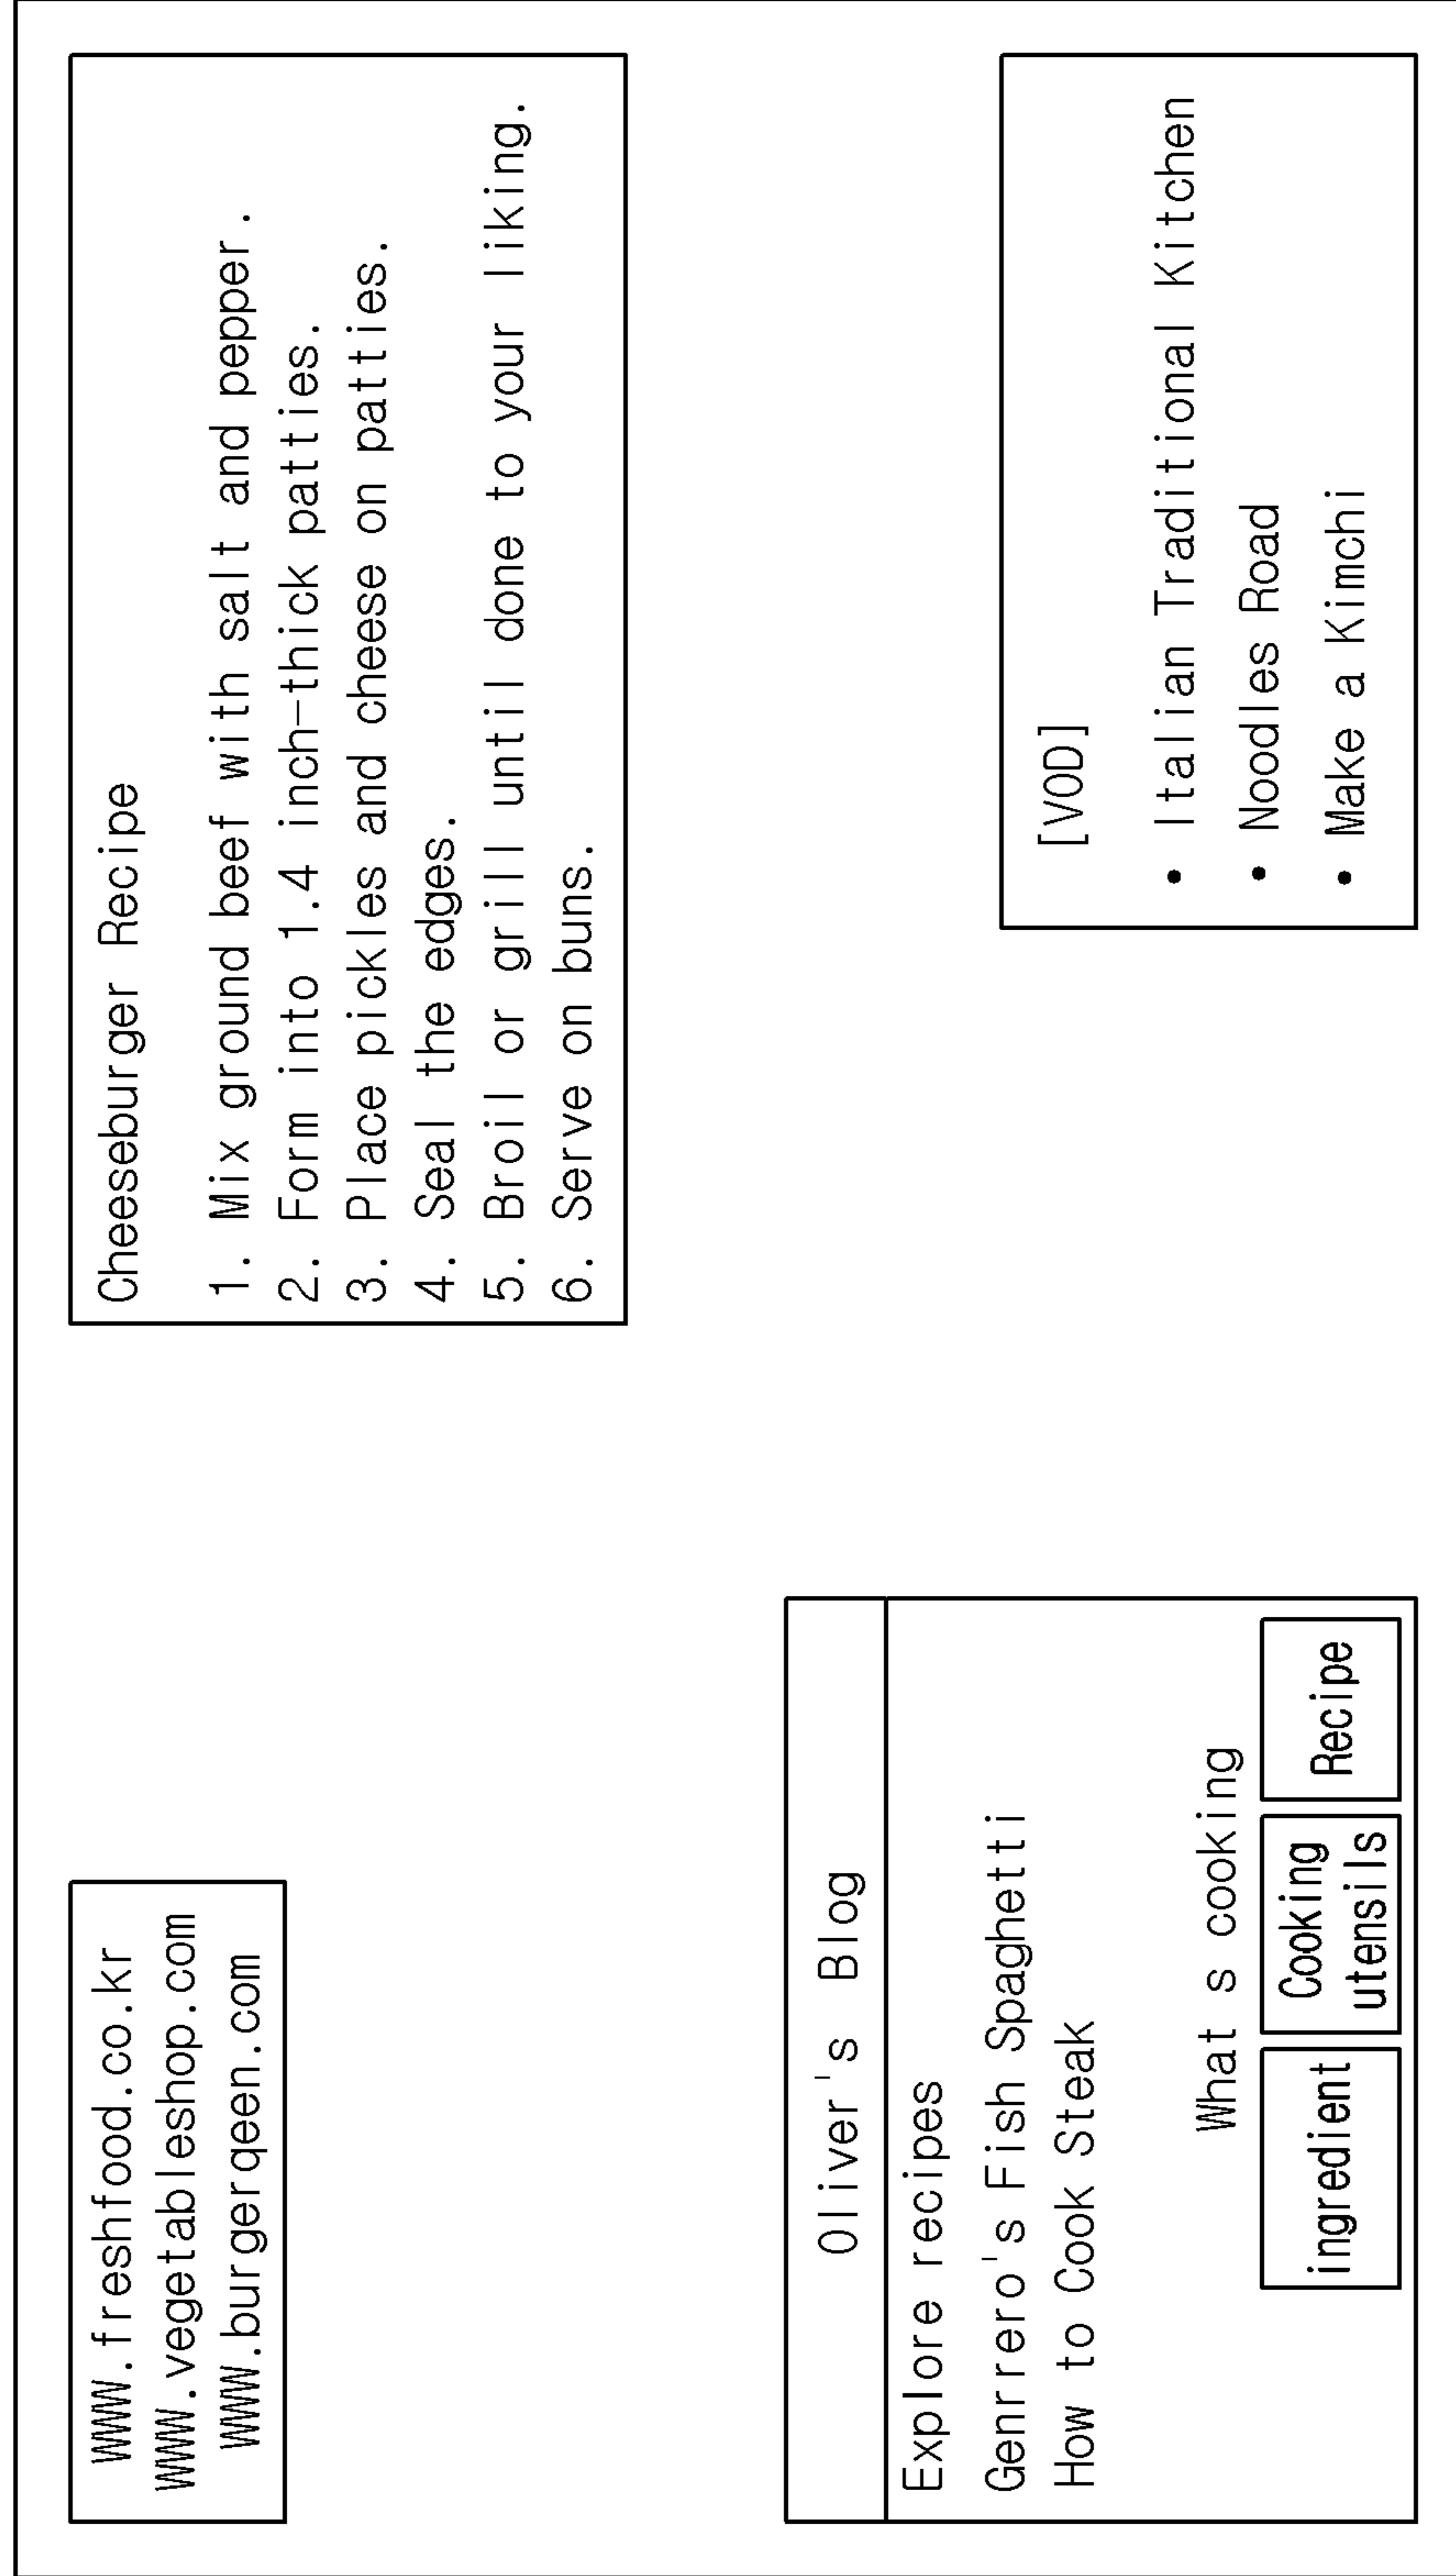 WWW.freshfood.co.kr
WWW.vegetableshop.com
WWW.burgerqeen.com
Cheeseburger Recipe
1. Mix ground beef with salt and pepper.
2. Form into 1.4 inch-thick patties.
3. Place pickles and cheese on patties.
4. Seal the edges.
5. Broil or grill until done to your liking.
6. Serve on buns.
Oliver's Blog
Explore recipes
Genrrero's Fish Spaghetti
How to Cook Steak
What s cooking
ingredient
Cooking
utensils
Recipe
[VOD]
• Italian Traditional Kitchen
• Noodles Road
• Make a Kimchi